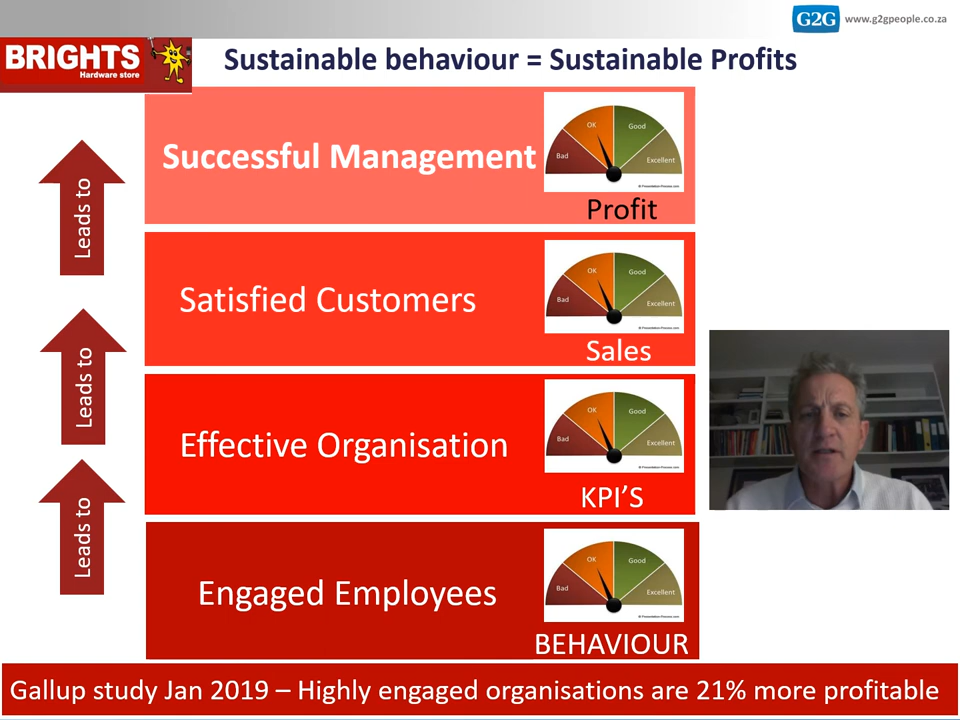 G2G
www.g2gpeople.co.za
BRIGHTS
Hardware store
Sustainable behaviour = Sustainable Profits
Leads to
Successful Management
Bad
OK
Good
Excellent
Profit
Leads to
Satisfied Customers
Bad
OK
Good
Excellent
Sales
Leads to
Effective Organisation
Bad
OK
Good
Excellent
KPI’S
Engaged Employees
Bad
OK
Good
Excellent
BEHAVIOUR
Gallup study Jan 2019 – Highly engaged organisations are 21% more profitable